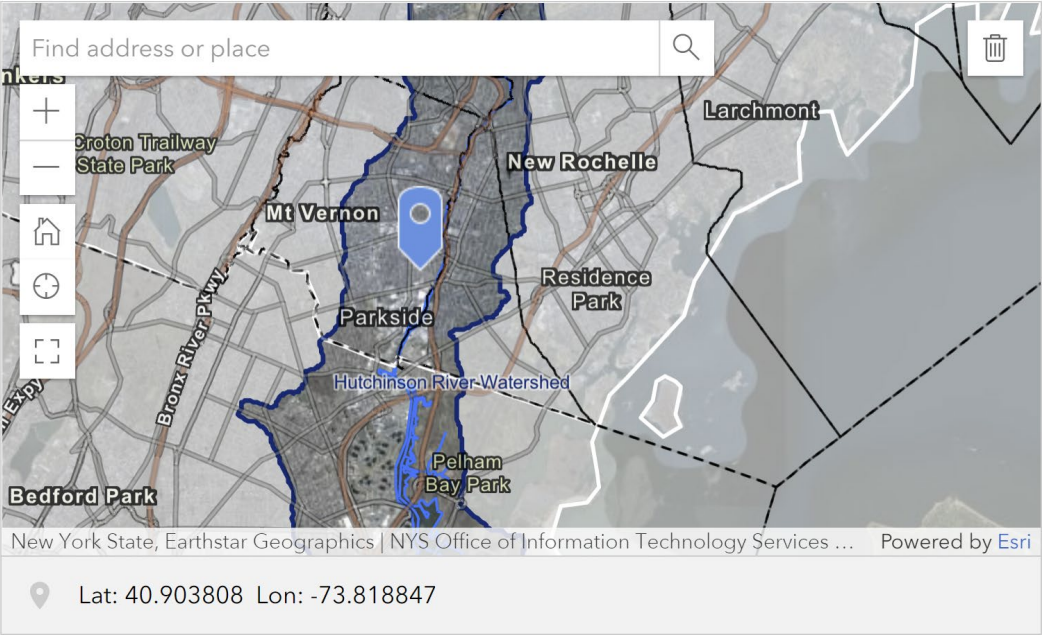 Find address or place
nkers
Larchmont
Croton Trailway
State Park
New Rochelle
Mt Vernon
Residence
Park
Parkside
Bronx River Pkwy
Hutchinson River Watershed
Expy
Pelham
Bay Park
Bedford Park
New York State, Earthstar Geographics | NYS Office of Information Technology Services ...
Powered by Esri
Lat: 40.903808 Lon: -73.818847